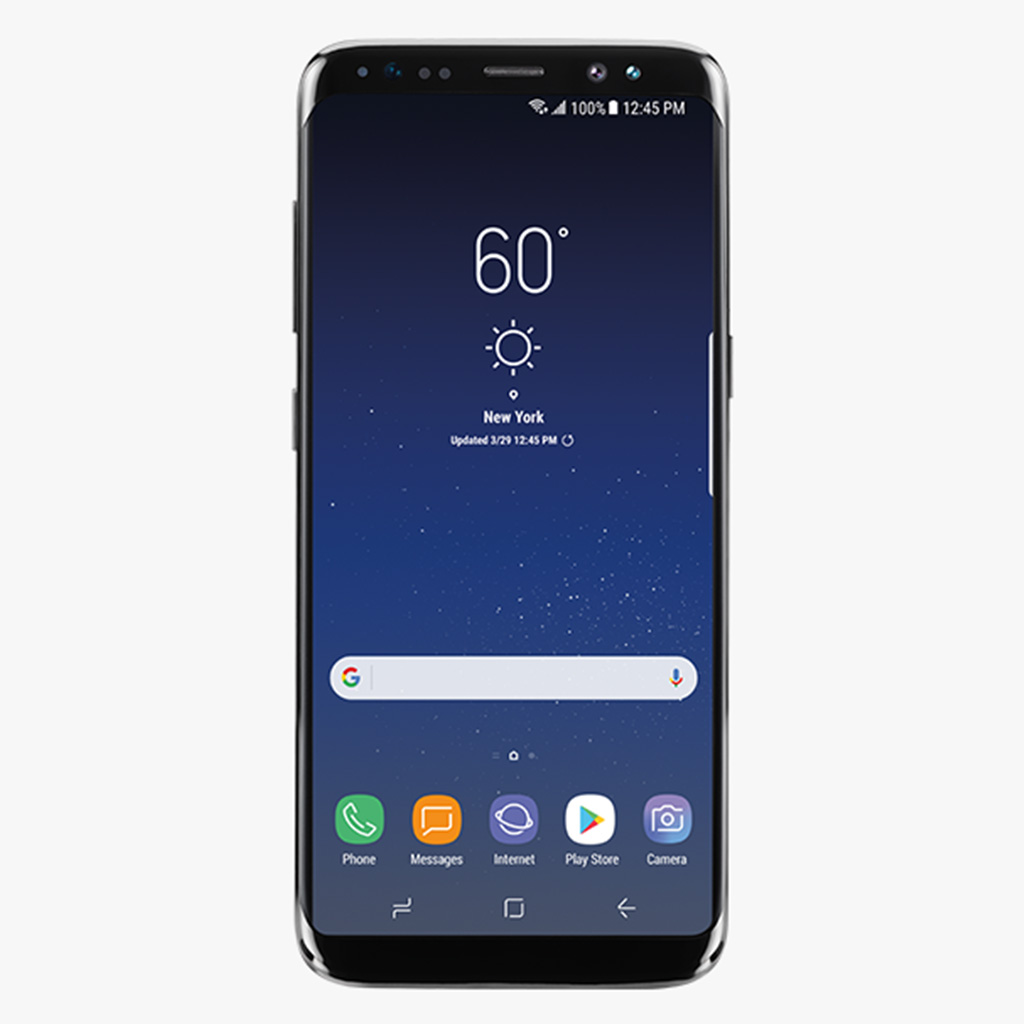 100% 12:45 PM
60°
New York
Updated 3/29 12:45 PM
G
Phone Messages Internet Play Store Camera